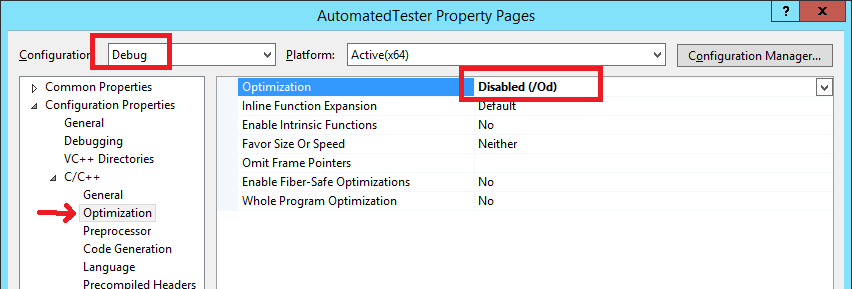 AutomatedTester Property Pages
?
Configuration: Debug Platform: Active(x64) Configuration Manager...
Common Properties
Configuration Properties
General
Debugging
VC++ Directories
C/C++
General
Optimization
Preprocessor
Code Generation
Language
Precompiled Headers
Optimization Disabled (/Od)
Inline Function Expansion Default
Enable Intrinsic Functions No
Favor Size Or Speed Neither
Omit Frame Pointers
Enable Fiber-Safe Optimizations No
Whole Program Optimization No